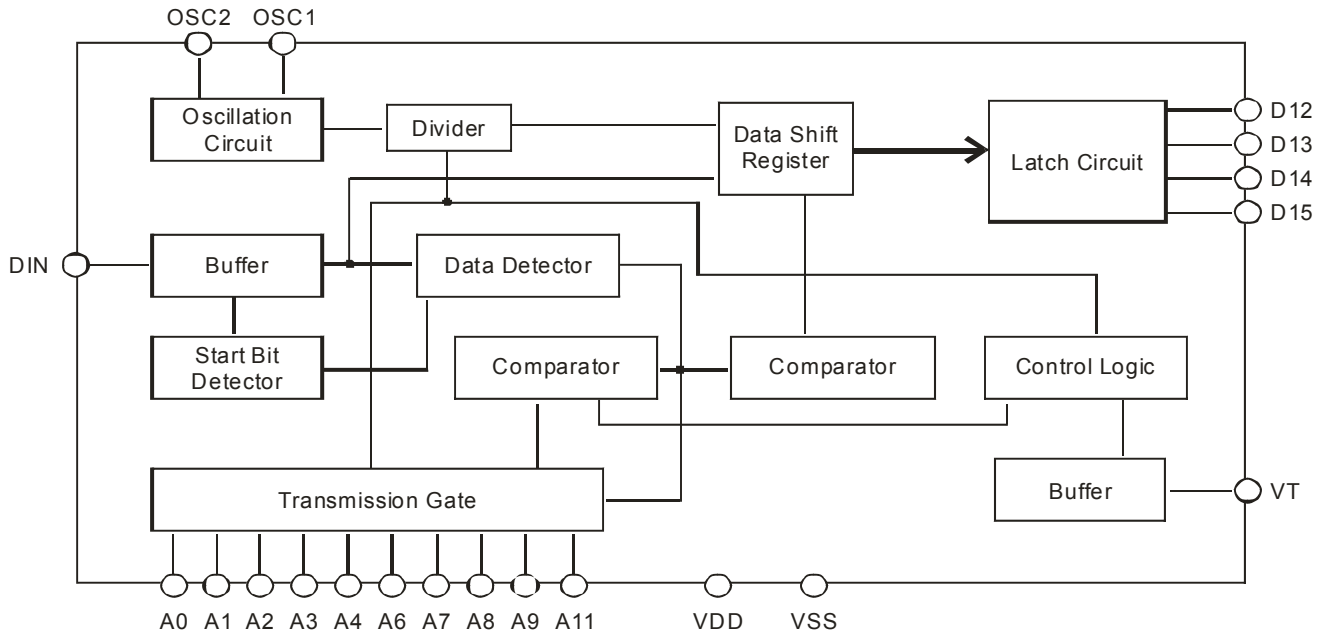 OSC2 OSC1
Oscillation
Circuit
Divider
Data Shift
Register
Latch Circuit
D12
D13
D14
D15
DIN
Buffer
Data Detector
Start Bit
Detector
Comparator
Comparator
Control Logic
Transmission Gate
Buffer
VT
A0 A1 A2 A3 A4 A6 A7 A8 A9 A11 VDD VSS